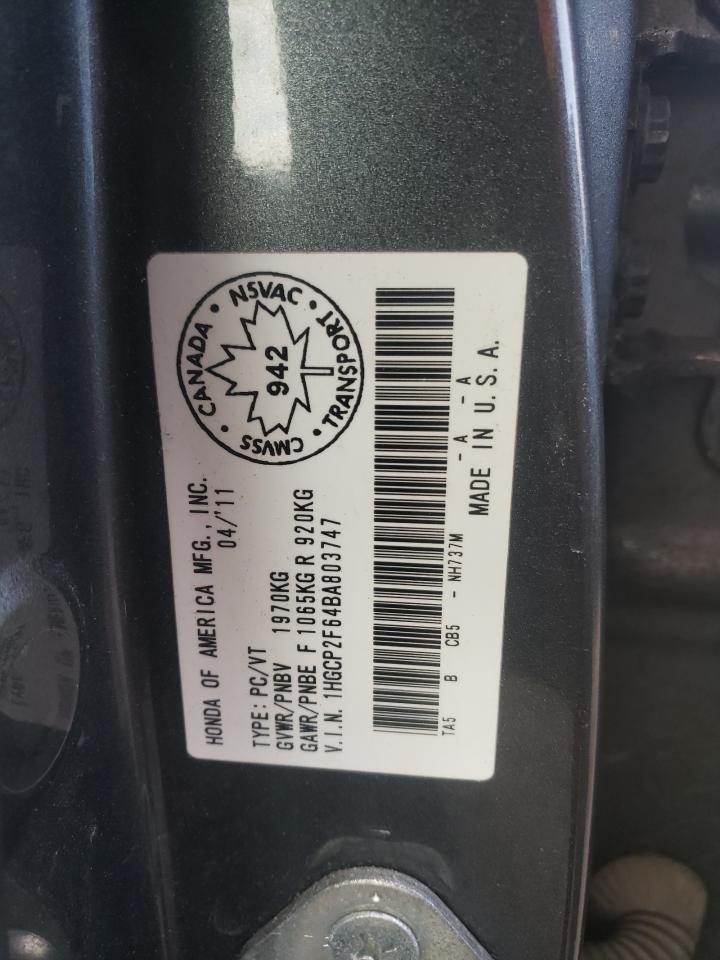 HONDA OF AMERICA MFG., INC.
04/'11
TYPE: PC/VT
GVWR/PNBV 1970KG
GAWR/PNBE F 1065KG R 920KG
V.I.N. 1HGCP2F64BA803747
CANADA • NSVAC • TRANSPORT • CMVSS •
942
TA5 B CB5 - NH737M - A - A
MADE IN U.S.A.